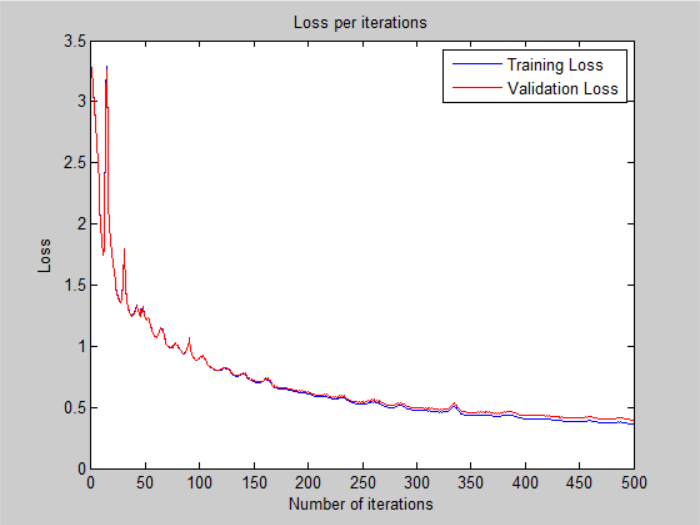 Loss per iterations
Training Loss
Validation Loss
3.5
3
2.5
2
1.5
1
0.5
0
Loss
0 50 100 150 200 250 300 350 400 450 500
Number of iterations